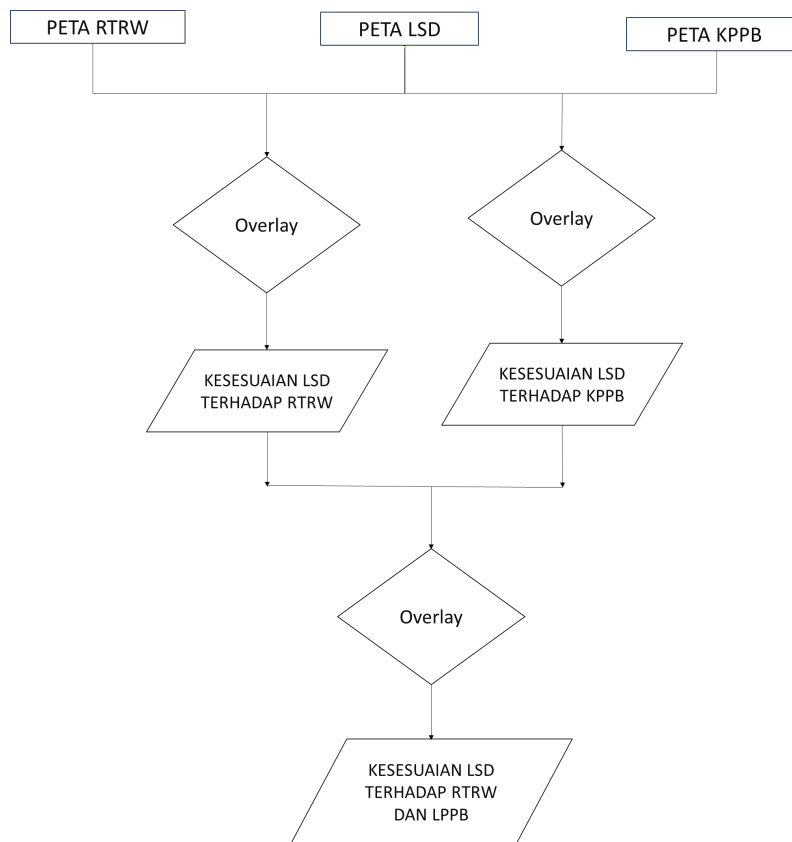 PETA RTRW
PETA LSD
PETA KPPB
Overlay
Overlay
KESESUAIAN LSD
TERHADAP RTRW
KESESUAIAN LSD
TERHADAP KPPB
Overlay
KESESUAIAN LSD
TERHADAP RTRW
DAN LPPB